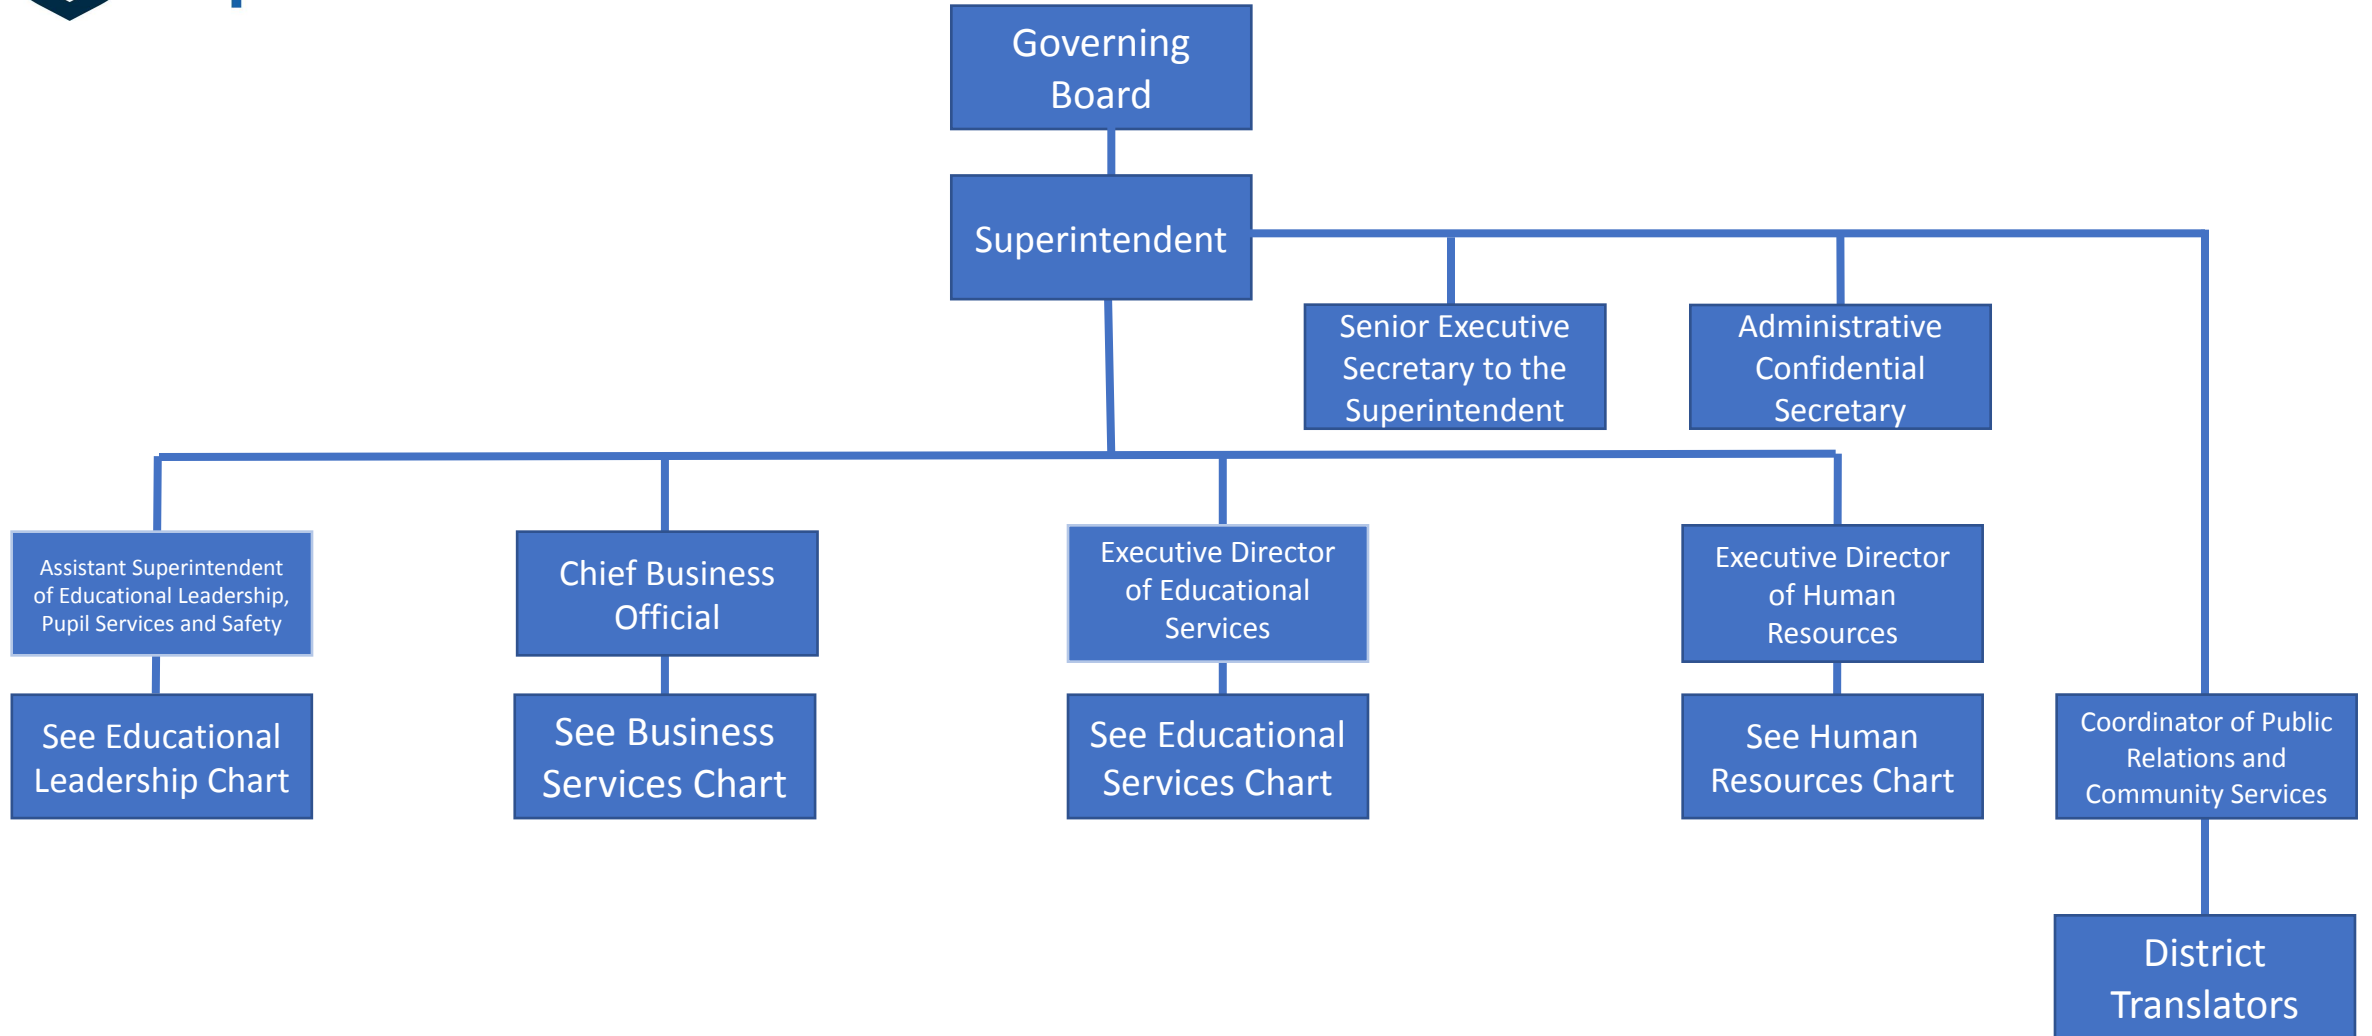 Governing
Board
Superintendent
Senior Executive
Secretary to the
Superintendent
Administrative
Confidential
Secretary
Assistant Superintendent
of Educational Leadership,
Pupil Services and Safety
Chief Business
Official
Executive Director
of Educational
Services
Executive Director
of Human
Resources
See Educational
Leadership Chart
See Business
Services Chart
See Educational
Services Chart
See Human
Resources Chart
Coordinator of Public
Relations and
Community Services
District
Translators